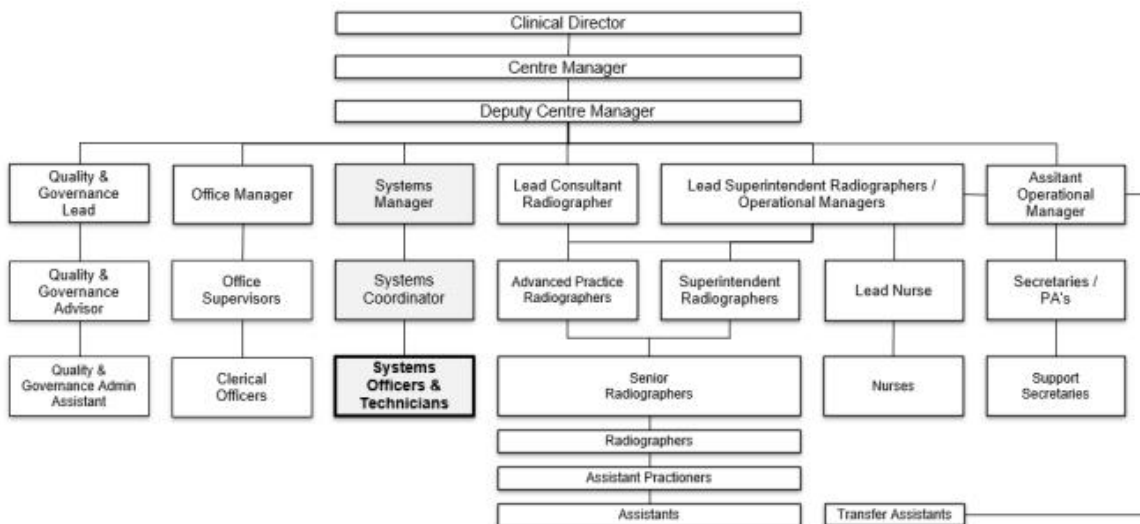 Clinical Director
Centre Manager
Deputy Centre Manager
Quality &
Governance
Lead
Office Manager
Systems
Manager
Lead Consultant
Radiographer
Lead Superintendent Radiographers /
Operational Managers
Assitant
Operational
Manager
Quality &
Governance
Advisor
Office
Supervisors
Systems
Coordinator
Advanced Practice
Radiographers
Superintendent
Radiographers
Lead Nurse
Secretaries /
PA's
Quality &
Governance Admin
Assistant
Clerical
Officers
Systems
Officers &
Technicians
Senior
Radiographers
Nurses
Support
Secretaries
Radiographers
Assistant Practioners
Assistants
Transfer Assistants